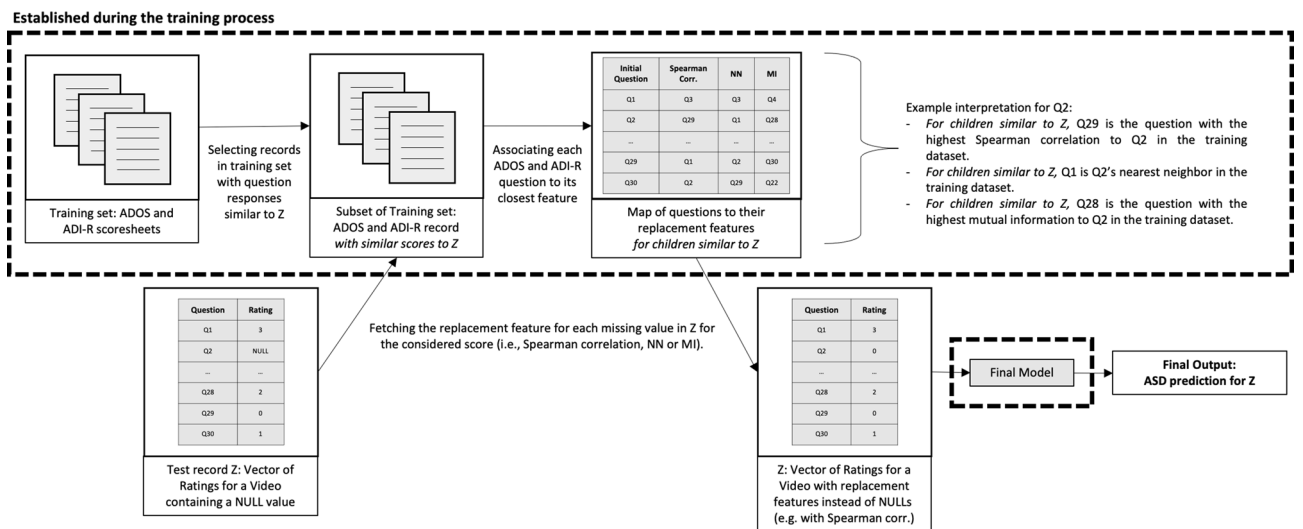 Established during the training process
Training set: ADOS and
ADI-R scoresheets
Selecting records
in training set
with question
responses
similar to Z
Subset of Training set:
ADOS and ADI-R record
with similar scores to Z
Associating each
ADOS and ADI-R
question to its
closest feature
Initial Question Spearman Corr. NN MI
Q1 Q3 Q3 Q4
Q2 Q29 Q1 Q28
... ... ... ...
Q29 Q1 Q2 Q30
Q30 Q2 Q29 Q22
Map of questions to their
replacement features
for children similar to Z
Example interpretation for Q2:
- For children similar to Z, Q29 is the question with the
highest Spearman correlation to Q2 in the training
dataset.
- For children similar to Z, Q1 is Q2's nearest neighbor in the
training dataset.
- For children similar to Z, Q28 is the question with the
highest mutual information to Q2 in the training dataset.
Question Rating
Q1 3
Q2 NULL
... ...
Q28 2
Q29 0
Q30 1
Test record Z: Vector of
Ratings for a Video
containing a NULL value
Fetching the replacement feature for each missing value in Z for
the considered score (i.e., Spearman correlation, NN or MI).
Question Rating
Q1 3
Q2 0
... ...
Q28 2
Q29 0
Q30 1
Z: Vector of Ratings for a
Video with replacement
features instead of NULLs
(e.g. with Spearman corr.)
Final Model
Final Output:
ASD prediction for Z